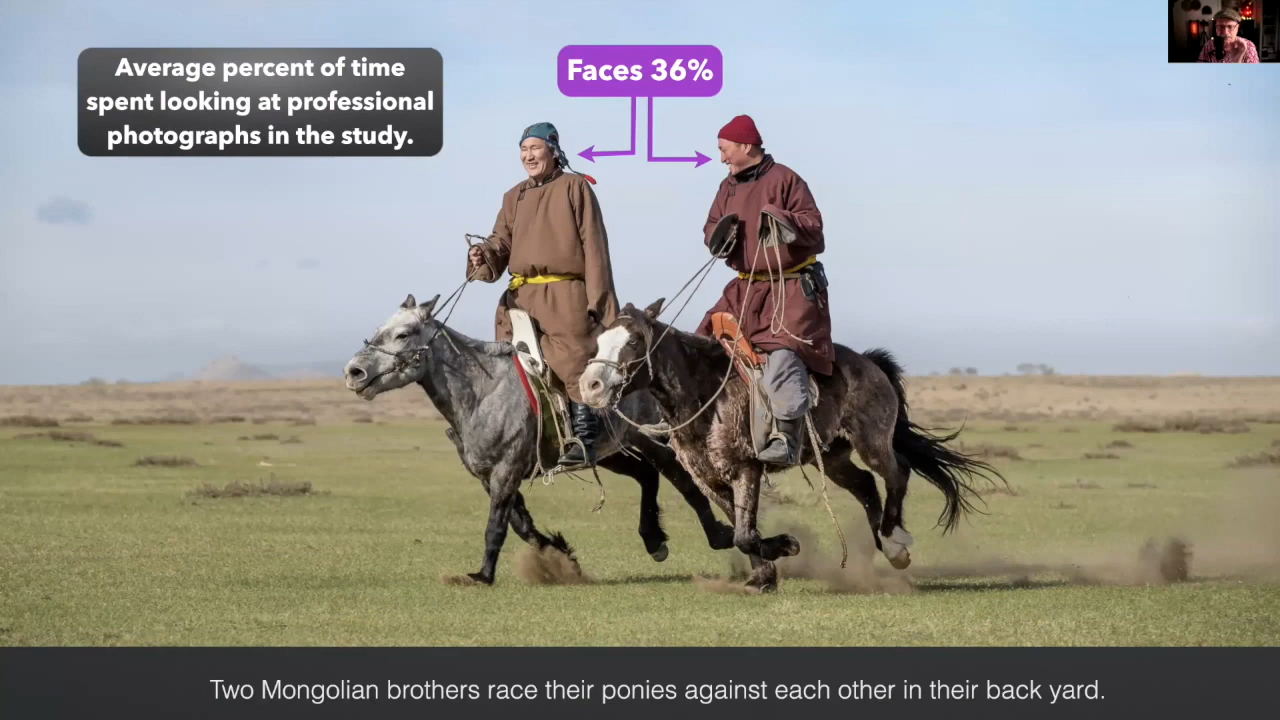 Average percent of time
spent looking at professional
photographs in the study.
Faces 36%
Two Mongolian brothers race their ponies against each other in their back yard.